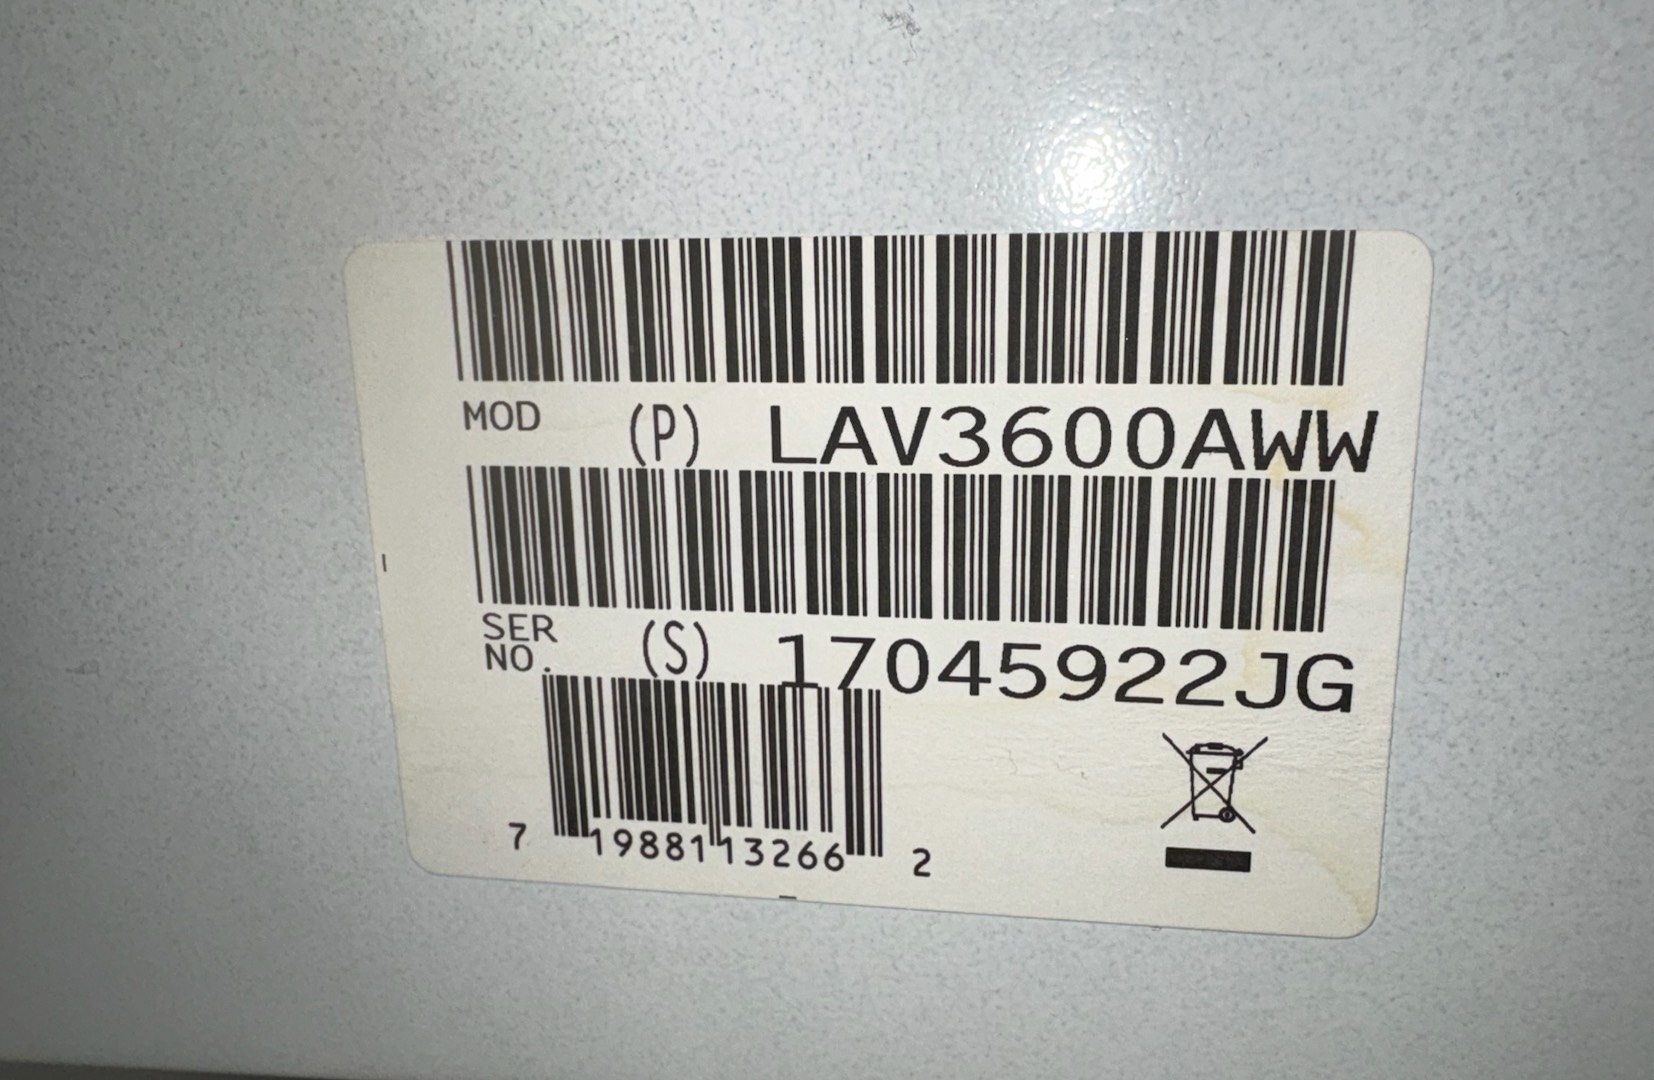 MOD (P) LAV3600AWW
SER
NO. (S) 17045922JG
7 19881 13266 2